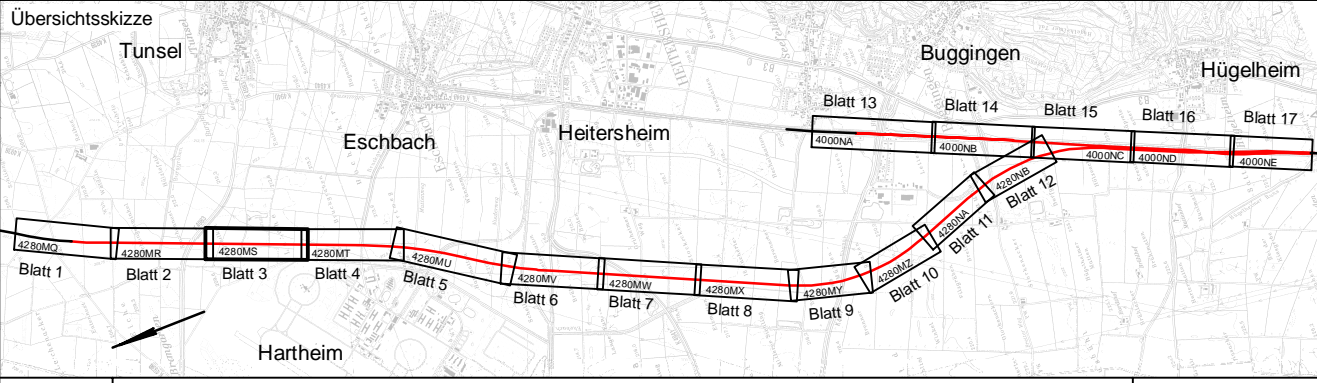 Übersichtsskizze
Tunsel
Buggingen
Hügelheim
Eschbach
Heitersheim
Hartheim
Blatt 13
Blatt 14
Blatt 15
Blatt 16
Blatt 17
4000NA
4000NB
4000NC
4000ND
4000NE
4280MQ
4280MR
4280MS
4280MT
4280MU
4280MV
4280MW
4280MX
4280MY
4280MZ
4280NA
4280NB
Blatt 1
Blatt 2
Blatt 3
Blatt 4
Blatt 5
Blatt 6
Blatt 7
Blatt 8
Blatt 9
Blatt 10
Blatt 11
Blatt 12
HEITERSHEIM